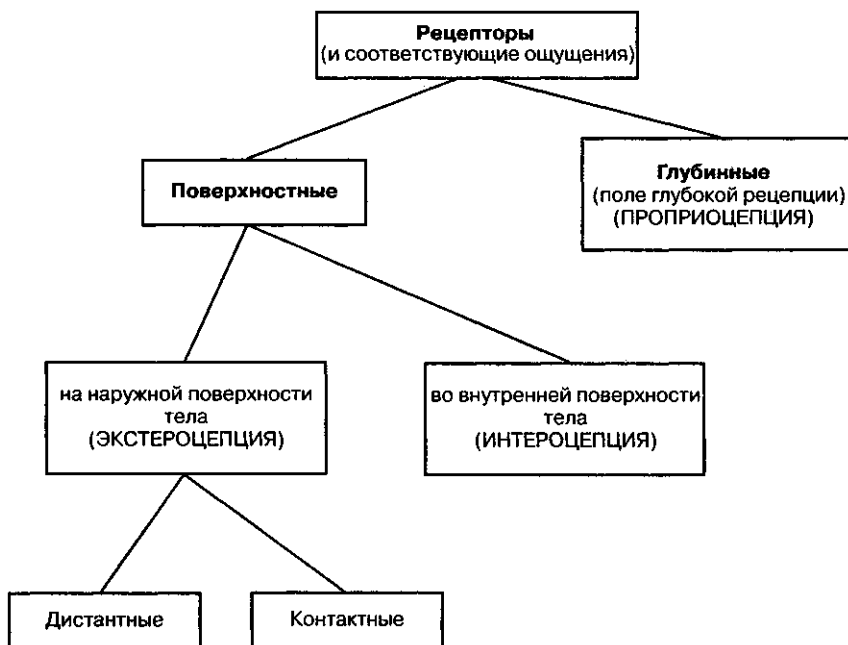 Рецепторы
(и соответствующие ощущения)
Поверхностные
Глубинные
(поле глубокой рецепции)
(ПРОПРИОЦЕПЦИЯ)
на наружной поверхности
тела
(ЭКСТЕРОЦЕПЦИЯ)
во внутренней поверхности
тела
(ИНТЕРОЦЕПЦИЯ)
Дистантные
Контактные